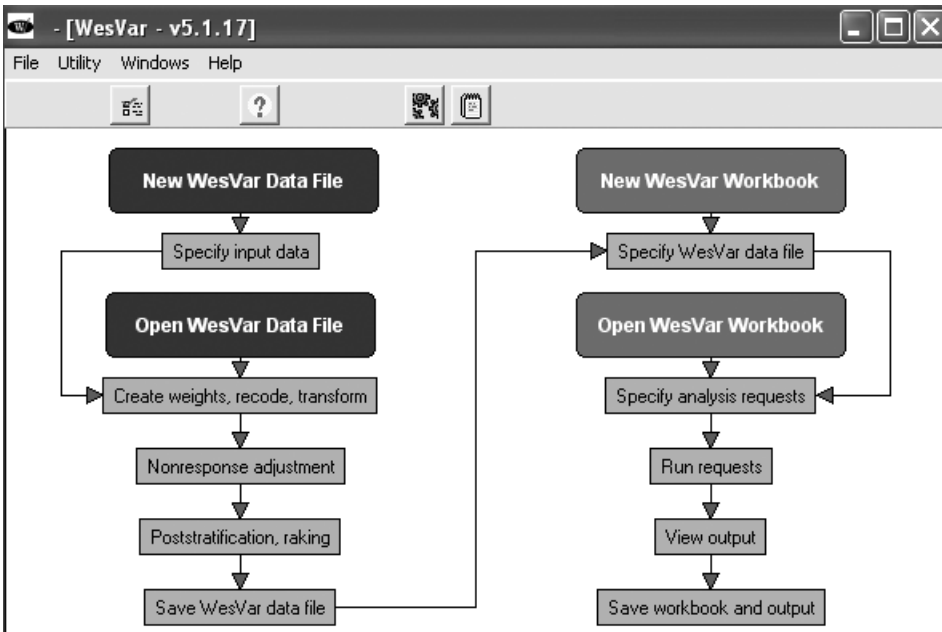 - [WesVar - v5.1.17]
File Utility Windows Help
New WesVar Data File
Specify input data
Open WesVar Data File
Create weights, recode, transform
Nonresponse adjustment
Poststratification, raking
Save WesVar data file
New WesVar Workbook
Specify WesVar data file
Open WesVar Workbook
Specify analysis requests
Run requests
View output
Save workbook and output